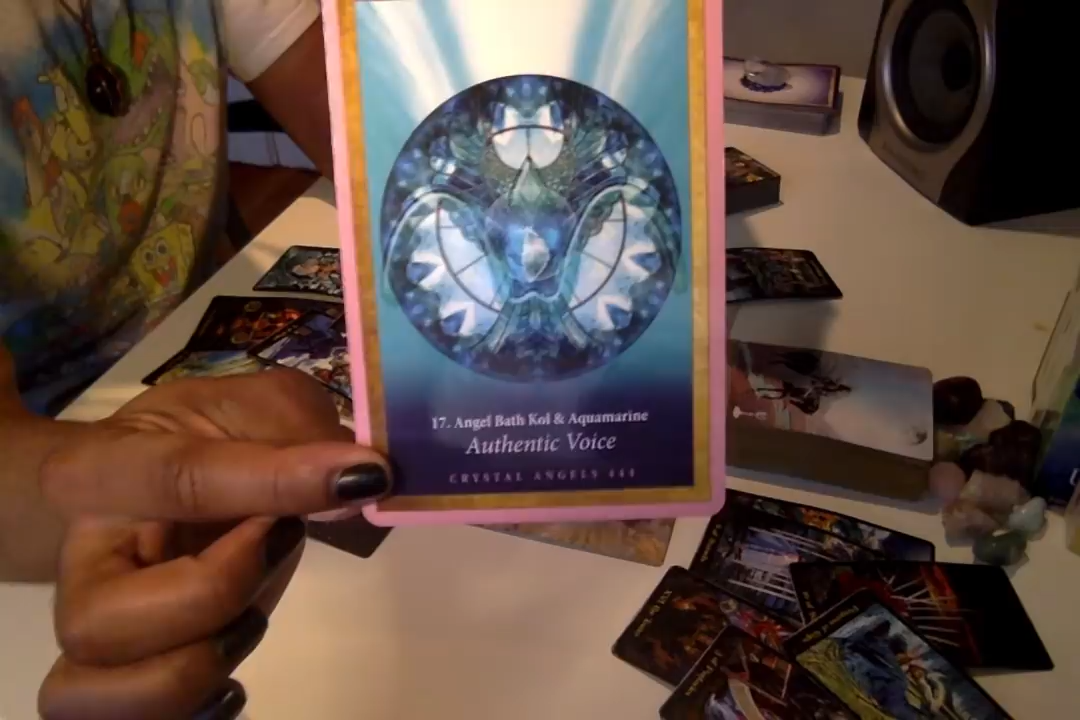 17. Angel Bath Kol & Aquamarine
Authentic Voice
CRYSTAL ANGELS 444